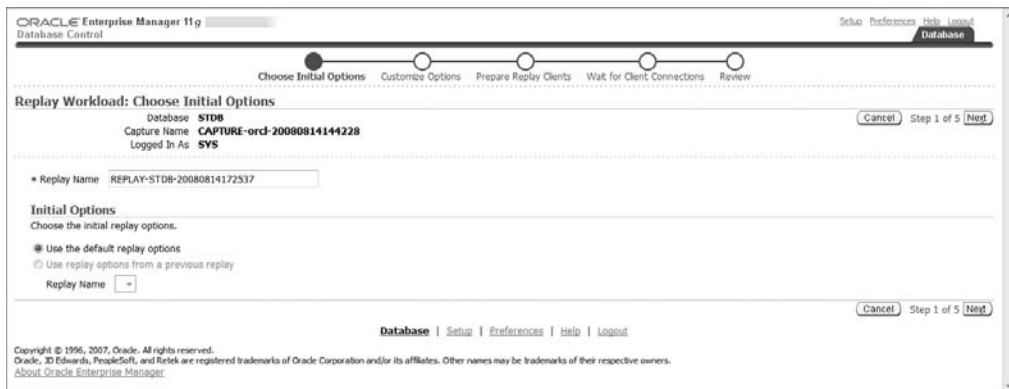 ORACLE Enterprise Manager 11g
Database Control
Setup Preferences Help Logout
Database
Choose Initial Options Customize Options Prepare Replay Clients Wait for Client Connections Review
Replay Workload: Choose Initial Options
Database STDB
Capture Name CAPTURE-orcl-20080814144228
Logged In As SYS
Cancel Step 1 of 5 Next
* Replay Name REPLAY-STDB-20080814172537
Initial Options
Choose the initial replay options.
Use the default replay options
Use replay options from a previous replay
Replay Name
Cancel Step 1 of 5 Next
Database | Setup | Preferences | Help | Logout
Copyright © 1996, 2007, Oracle. All rights reserved.
Oracle, JD Edwards, PeopleSoft, and Retek are registered trademarks of Oracle Corporation and/or its affiliates. Other names may be trademarks of their respective owners.
About Oracle Enterprise Manager